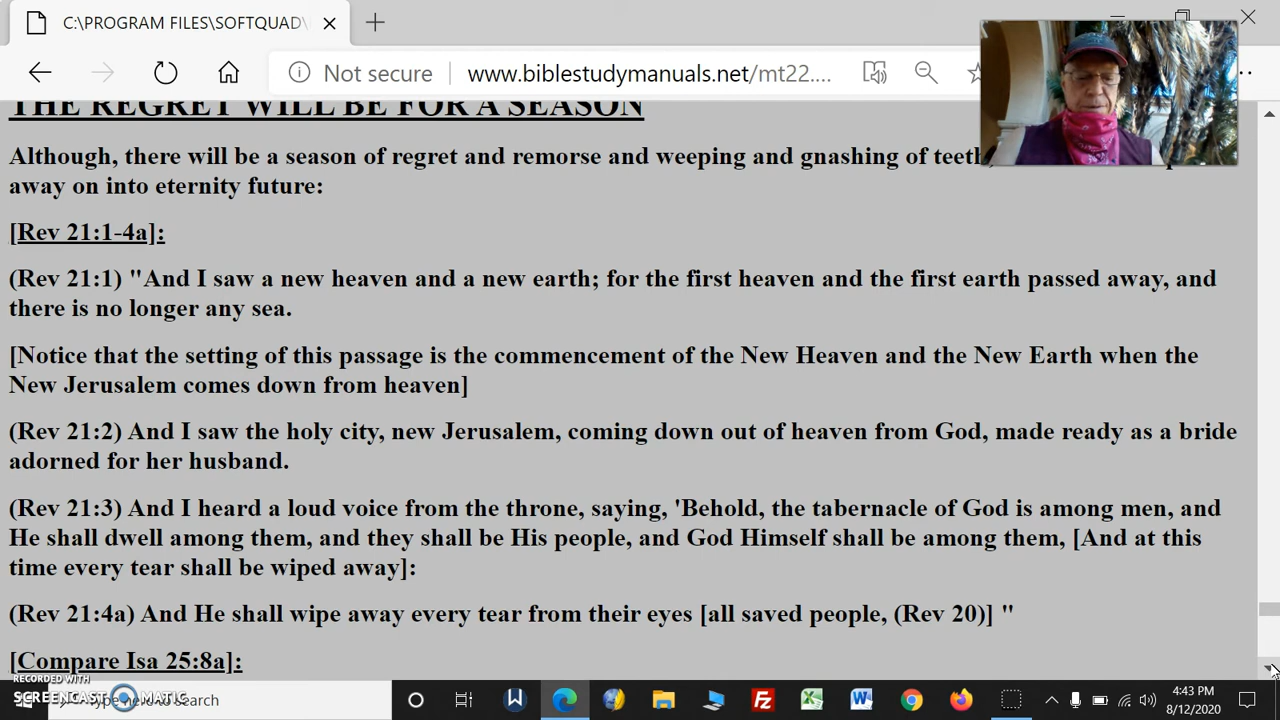 C:\PROGRAM FILES\SOFTQUAD\
Not secure
www.biblestudymanuals.net/mt22....
THE REGRET WILL BE FOR A SEASON
Although, there will be a season of regret and remorse and weeping and gnashing of teeth,
away on into eternity future:
[Rev 21:1-4a]:
(Rev 21:1) "And I saw a new heaven and a new earth; for the first heaven and the first earth passed away, and
there is no longer any sea.
[Notice that the setting of this passage is the commencement of the New Heaven and the New Earth when the
New Jerusalem comes down from heaven]
(Rev 21:2) And I saw the holy city, new Jerusalem, coming down out of heaven from God, made ready as a bride
adorned for her husband.
(Rev 21:3) And I heard a loud voice from the throne, saying, 'Behold, the tabernacle of God is among men, and
He shall dwell among them, and they shall be His people, and God Himself shall be among them, [And at this
time every tear shall be wiped away]:
(Rev 21:4a) And He shall wipe away every tear from their eyes [all saved people, (Rev 20)] "
[Compare Isa 25:8a]:
RECORDED WITH
SCREENCAST MATIC
Type here to search
4:43 PM
8/12/2020